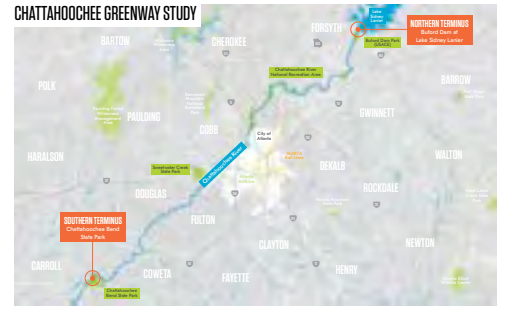 CHATTAHOOCHEE GREENWAY STUDY
Lake
Sidney
Lanier
FORSYTH
NORTHERN TERMINUS
Buford Dam at
Lake Sidney Lanier
BARTOW
CHEROKEE
Buford Dam Park
(USACE)
Chattahoochee River
National Recreation Area
BARROW
POLK
PAULDING
COBB
GWINNETT
City of
Atlanta
HARALSON
Chattahoochee River
WALTON
Sweetwater Creek
State Park
DEKALB
DOUGLAS
ROCKDALE
SOUTHERN TERMINUS
Chattahoochee Bend
State Park
FULTON
CLAYTON
NEWTON
CARROLL
COWETA
FAYETTE
HENRY
Chattahoochee
Bend State Park